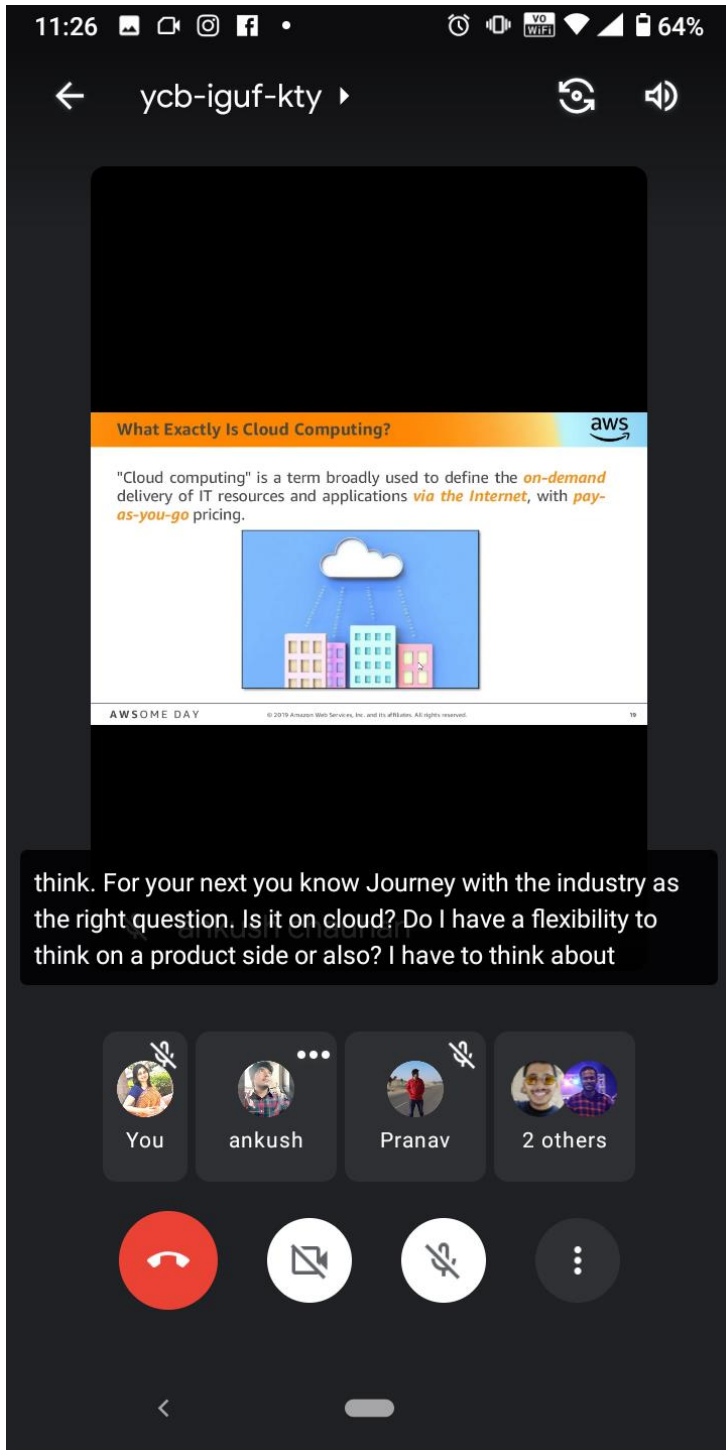 11:26
VO
WiFi
64%
ycb-iguf-kty
What Exactly Is Cloud Computing?
aws
"Cloud computing" is a term broadly used to define the on-demand
delivery of IT resources and applications via the Internet, with pay-
as-you-go pricing.
AWSOME DAY
© 2019 Amazon Web Services, Inc. and its affiliates. All rights reserved.
19
think. For your next you know Journey with the industry as
the right question. Is it on cloud? Do I have a flexibility to
ankush chauhan
think on a product side or also? I have to think about
You
ankush
Pranav
2 others